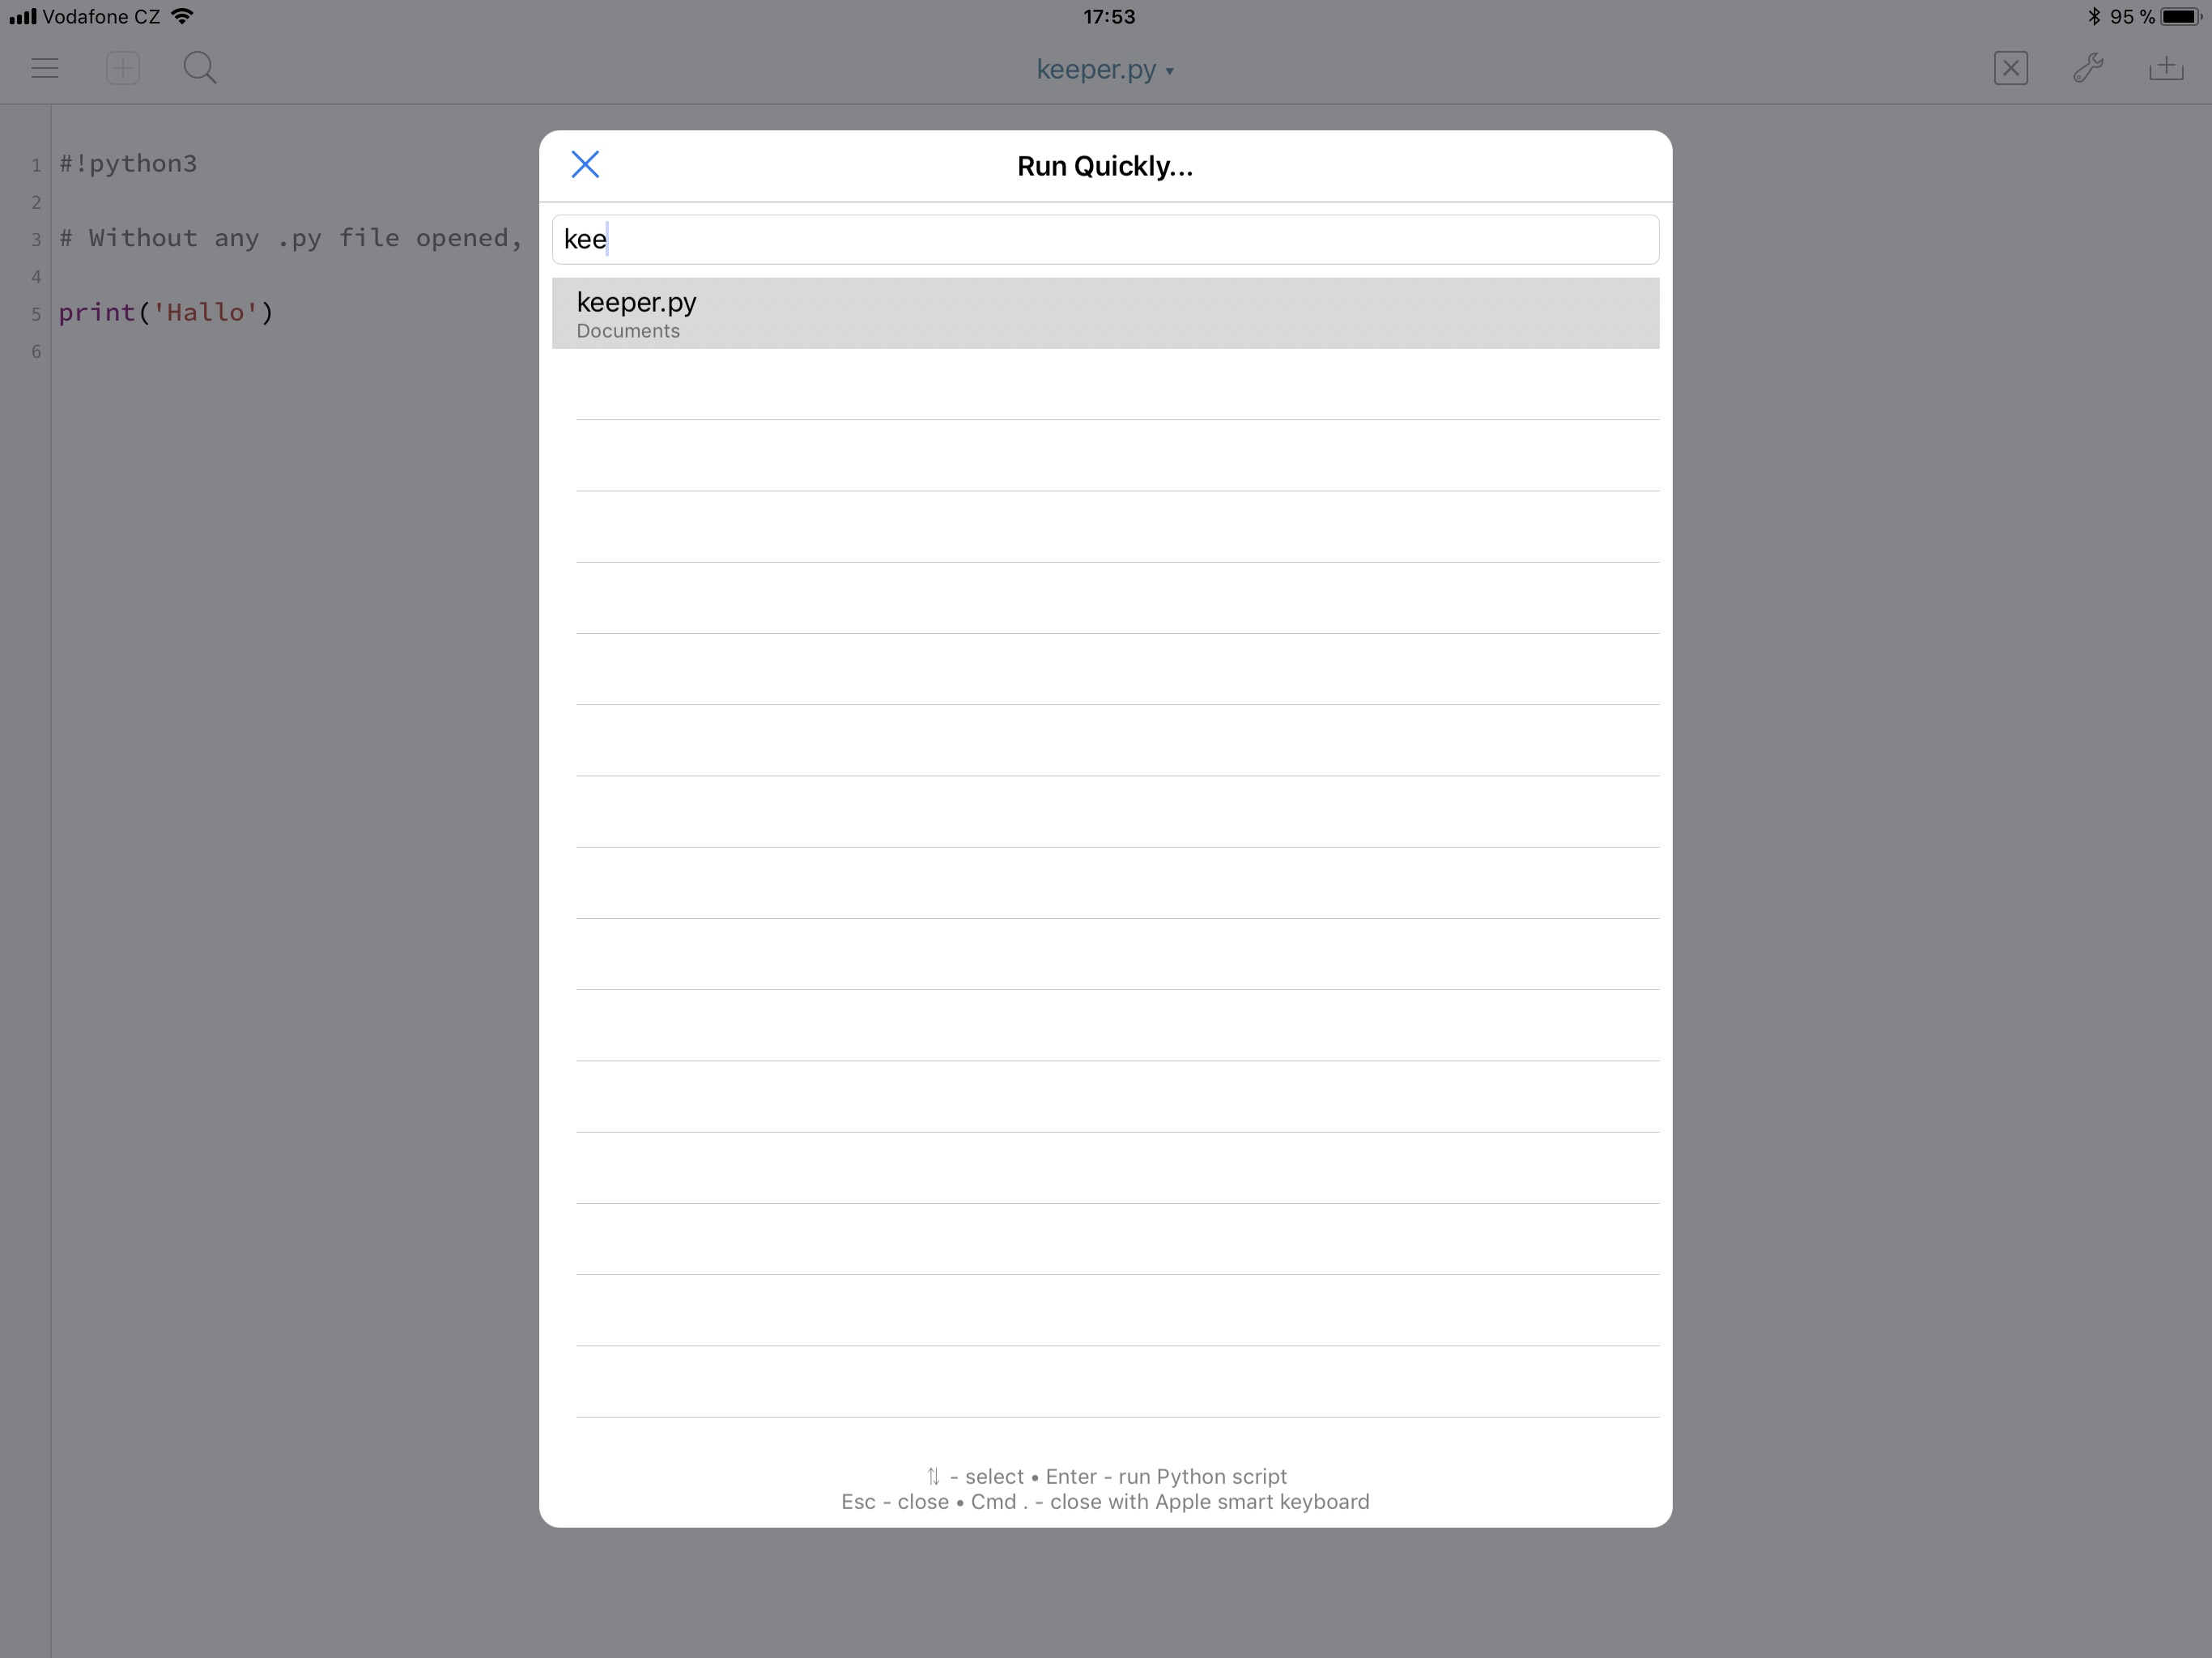 Vodafone CZ 17:53 95 %
keeper.py ▾
1 #!python3
2
3 # Without any .py file opened,
4
5 print('Hallo')
6
Run Quickly...
kee
keeper.py
Documents
⇅ - select • Enter - run Python script
Esc - close • Cmd . - close with Apple smart keyboard